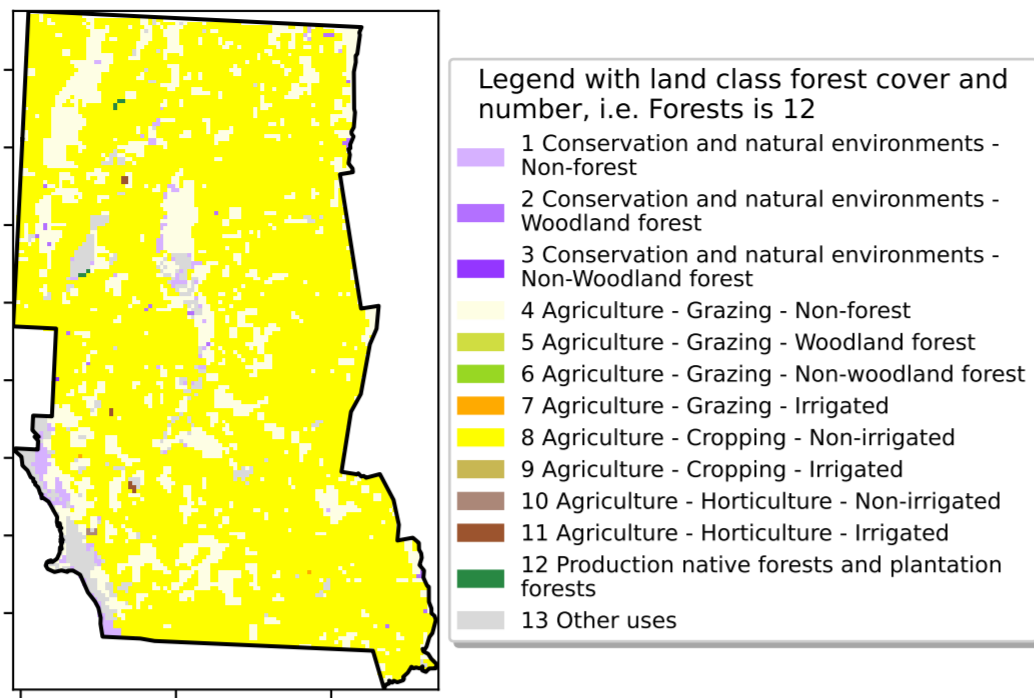 Legend with land class forest cover and
number, i.e. Forests is 12
1 Conservation and natural environments -
Non-forest
2 Conservation and natural environments -
Woodland forest
3 Conservation and natural environments -
Non-Woodland forest
4 Agriculture - Grazing - Non-forest
5 Agriculture - Grazing - Woodland forest
6 Agriculture - Grazing - Non-woodland forest
7 Agriculture - Grazing - Irrigated
8 Agriculture - Cropping - Non-irrigated
9 Agriculture - Cropping - Irrigated
10 Agriculture - Horticulture - Non-irrigated
11 Agriculture - Horticulture - Irrigated
12 Production native forests and plantation
forests
13 Other uses